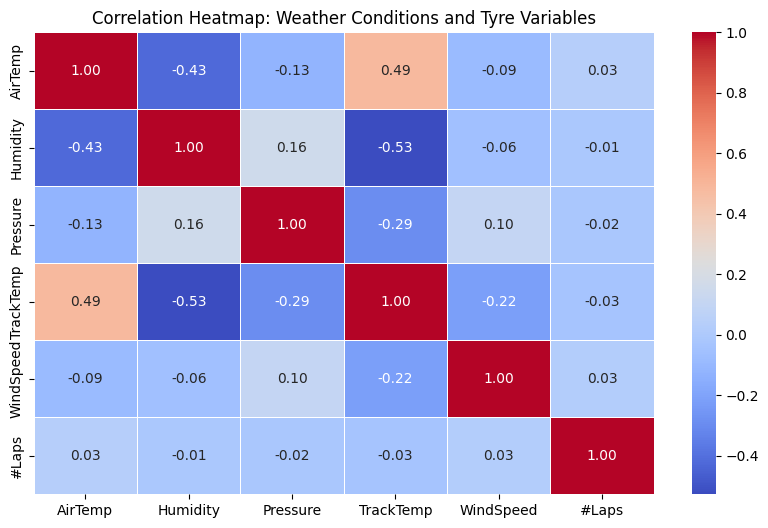 Correlation Heatmap: Weather Conditions and Tyre Variables
AirTemp 1.00 -0.43 -0.13 0.49 -0.09 0.03
Humidity -0.43 1.00 0.16 -0.53 -0.06 -0.01
Pressure -0.13 0.16 1.00 -0.29 0.10 -0.02
TrackTemp 0.49 -0.53 -0.29 1.00 -0.22 -0.03
WindSpeed -0.09 -0.06 0.10 -0.22 1.00 0.03
#Laps 0.03 -0.01 -0.02 -0.03 0.03 1.00
AirTemp Humidity Pressure TrackTemp WindSpeed #Laps
1.0
0.8
0.6
0.4
0.2
0.0
−0.2
−0.4